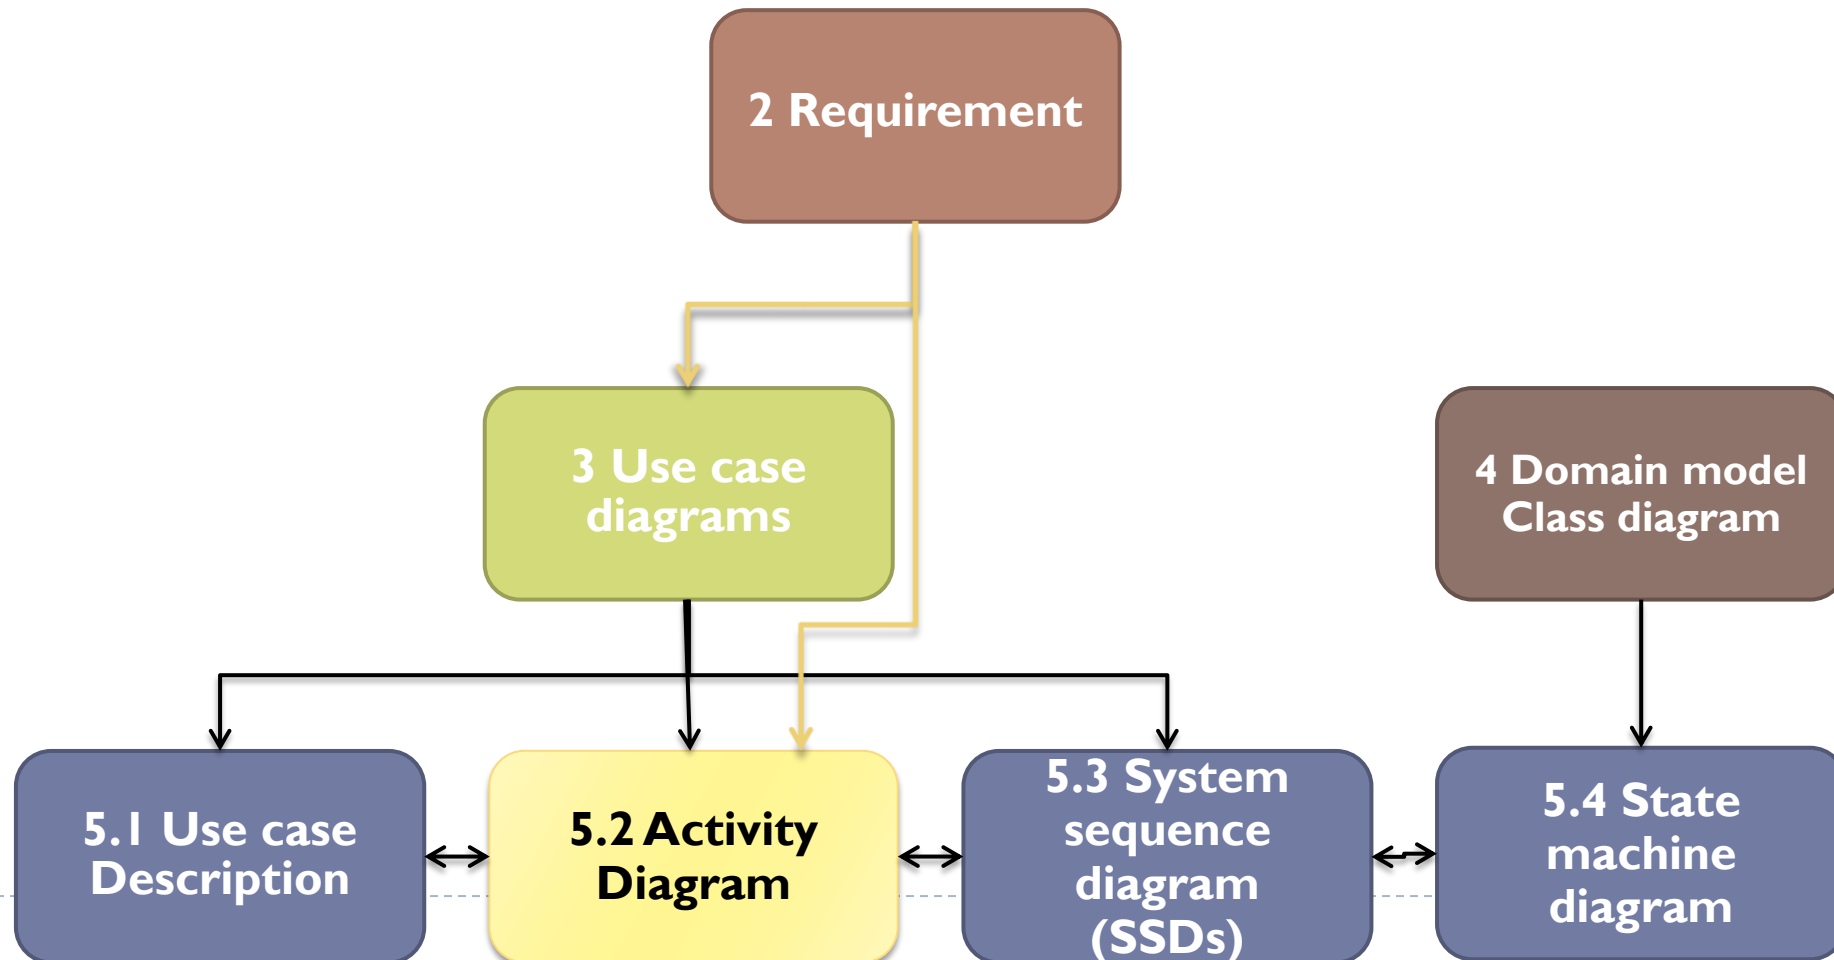 2 Requirement
3 Use case
diagrams
4 Domain model
Class diagram
5.1 Use case
Description
5.2 Activity
Diagram
5.3 System
sequence
diagram
(SSDs)
5.4 State
machine
diagram